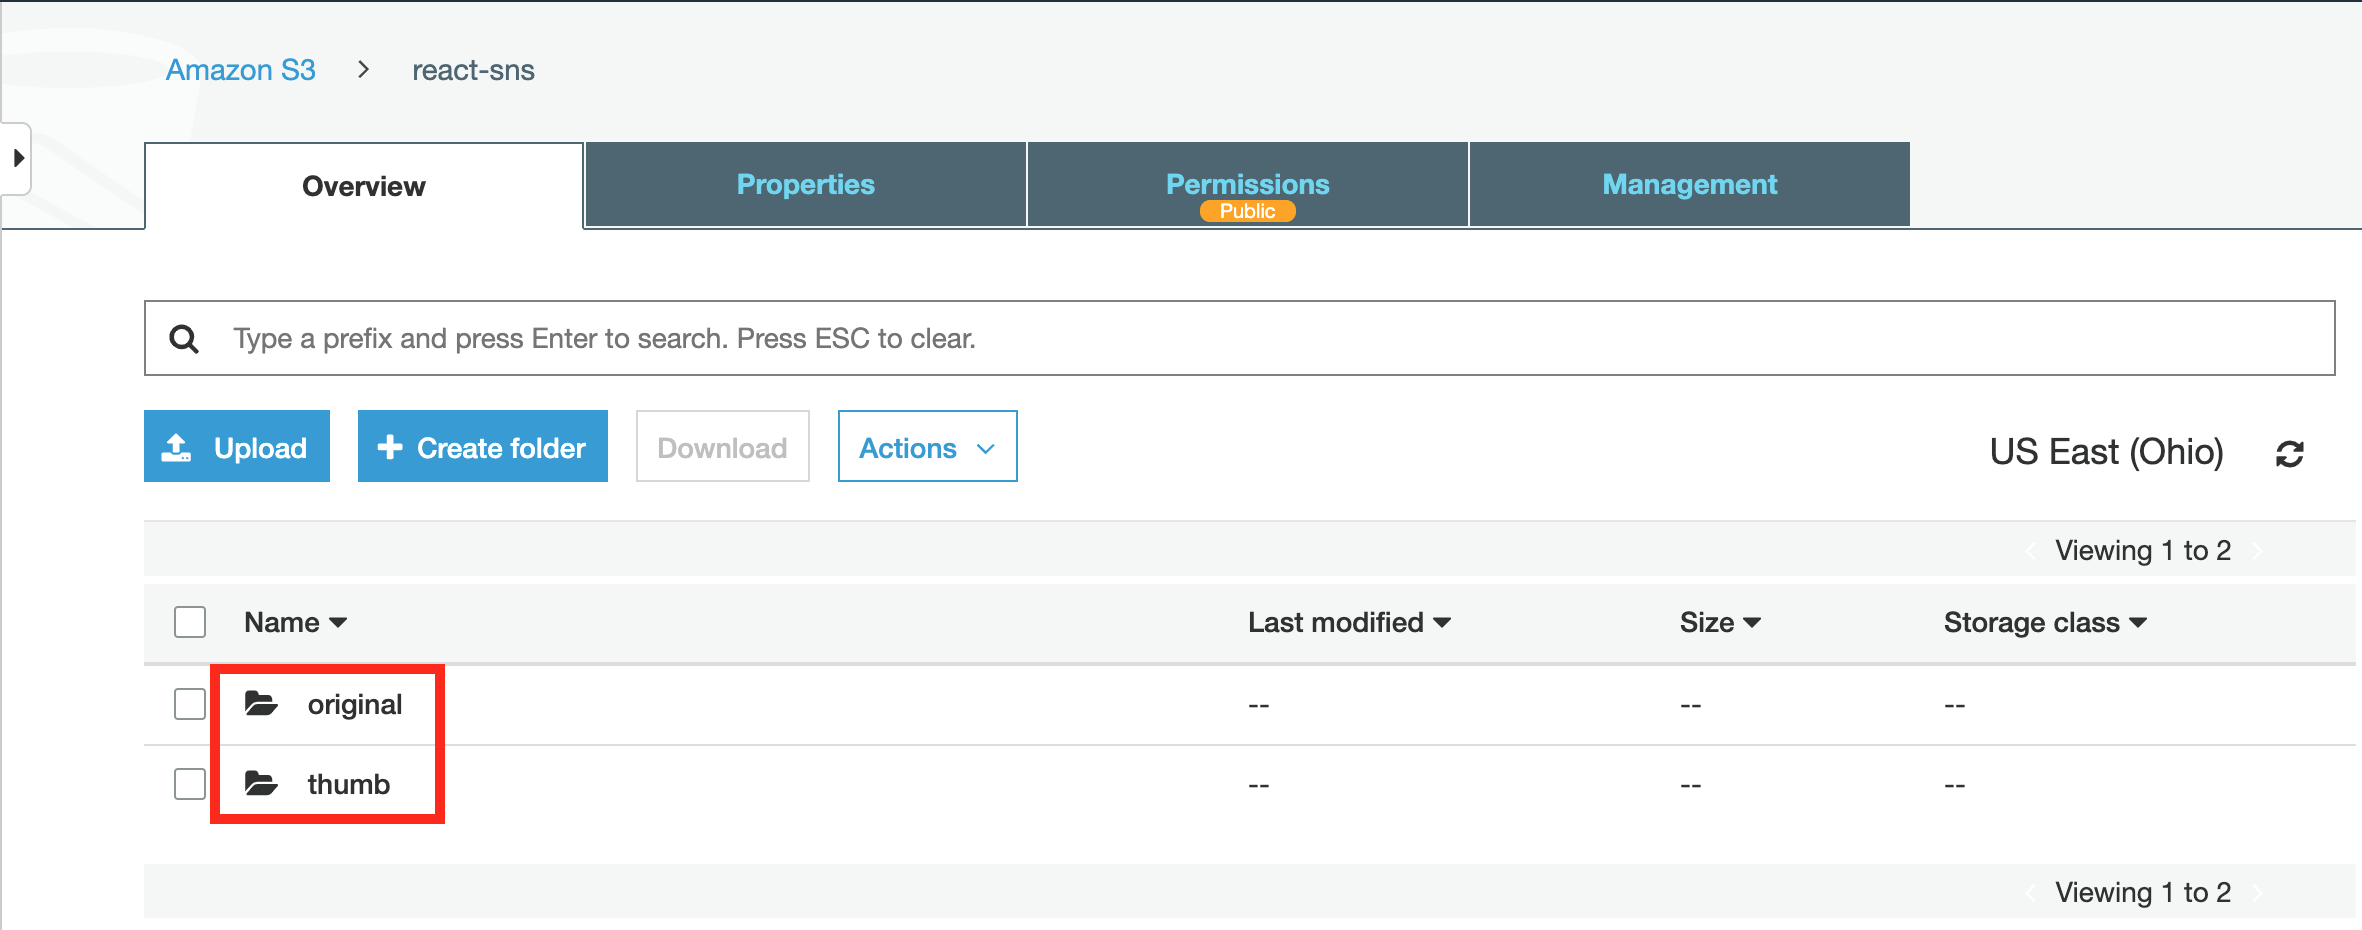 Amazon S3 > react-sns
Overview Properties Permissions Management
Public
Type a prefix and press Enter to search. Press ESC to clear.
Upload Create folder Download Actions US East (Ohio)
Viewing 1 to 2
Name Last modified Size Storage class
original -- -- --
thumb -- -- --
Viewing 1 to 2